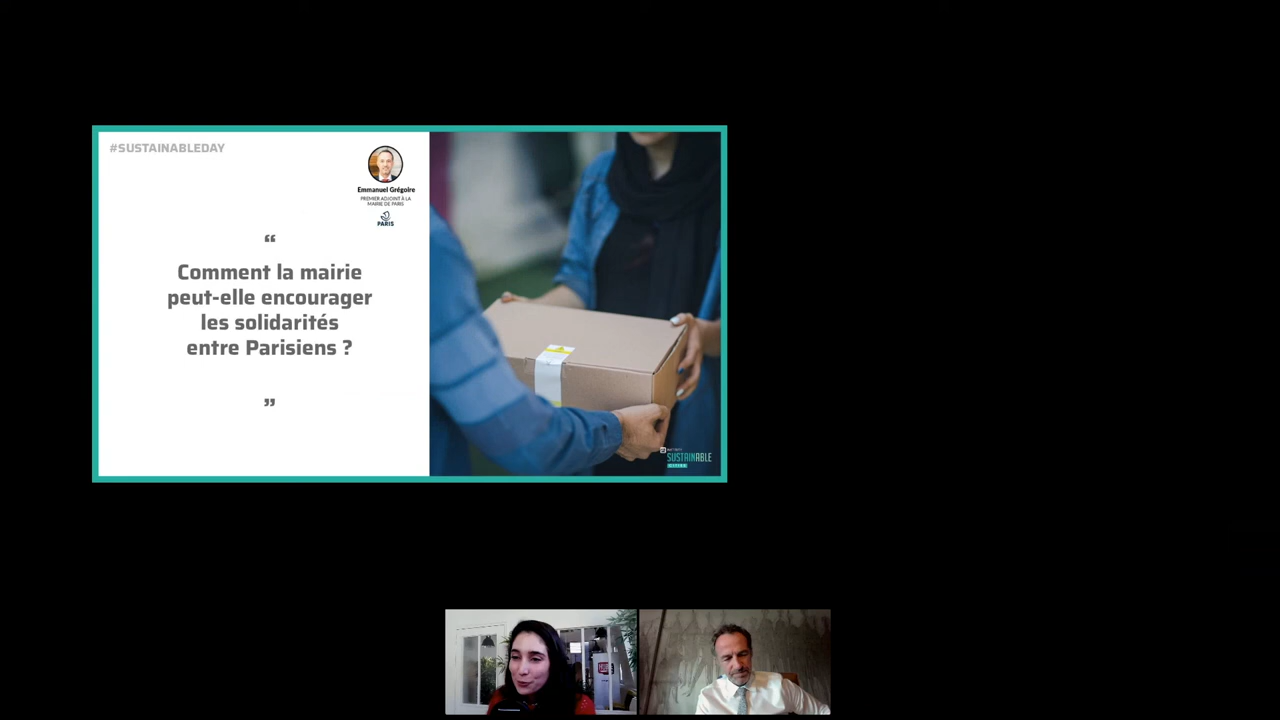 #SUSTAINABLEDAY
Emmanuel Grégoire
PREMIER ADJOINT À LA
MAIRIE DE PARIS
PARIS
“
Comment la mairie
peut-elle encourager
les solidarités
entre Parisiens ?
”
SUSTAINABLE